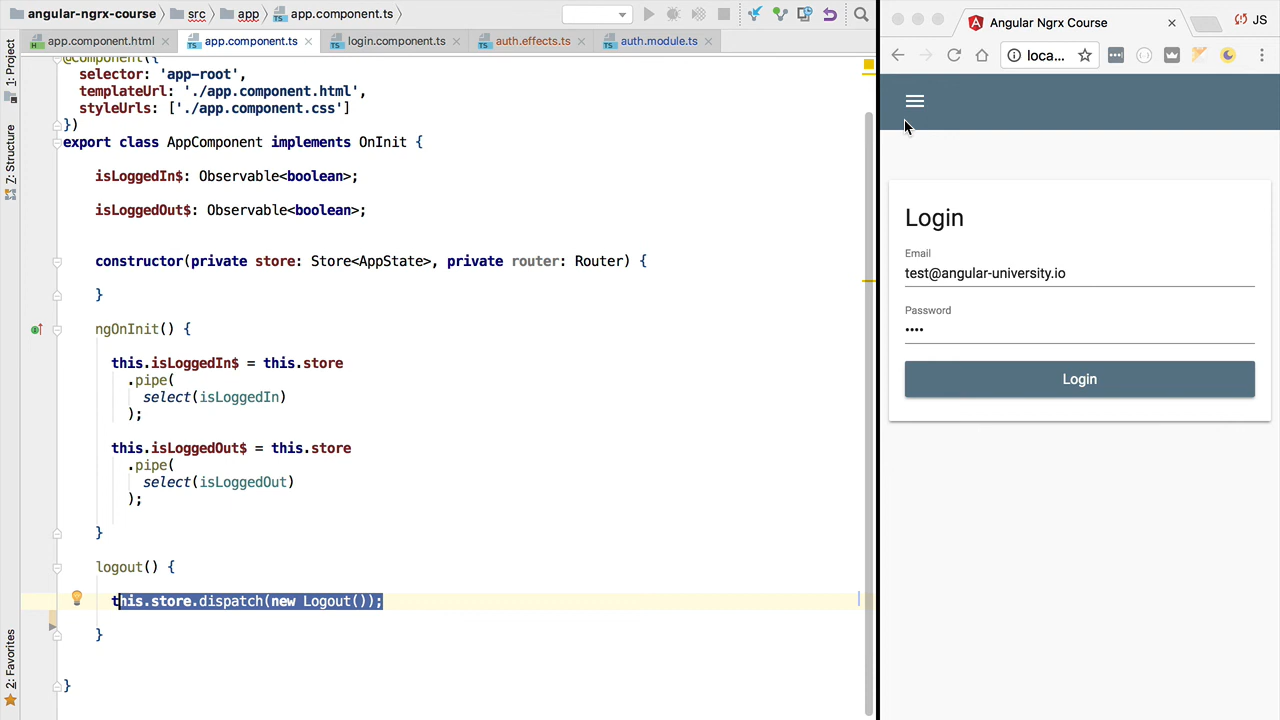 angular-ngrx-course
src
app
app.component.ts
app.component.html
app.component.ts
login.component.ts
auth.effects.ts
auth.module.ts
1: Project
Z: Structure
2: Favorites
@Component({
selector: 'app-root',
templateUrl: './app.component.html',
styleUrls: ['./app.component.css']
})
export class AppComponent implements OnInit {
isLoggedIn$: Observable<boolean>;
isLoggedOut$: Observable<boolean>;
constructor(private store: Store<AppState>, private router: Router) {
}
ngOnInit() {
this.isLoggedIn$ = this.store
.pipe(
select(isLoggedIn)
);
this.isLoggedOut$ = this.store
.pipe(
select(isLoggedOut)
);
}
logout() {
this.store.dispatch(new Logout());
}
}
Angular Ngrx Course
JS
loca...
Login
Email
test@angular-university.io
Password
••••
Login